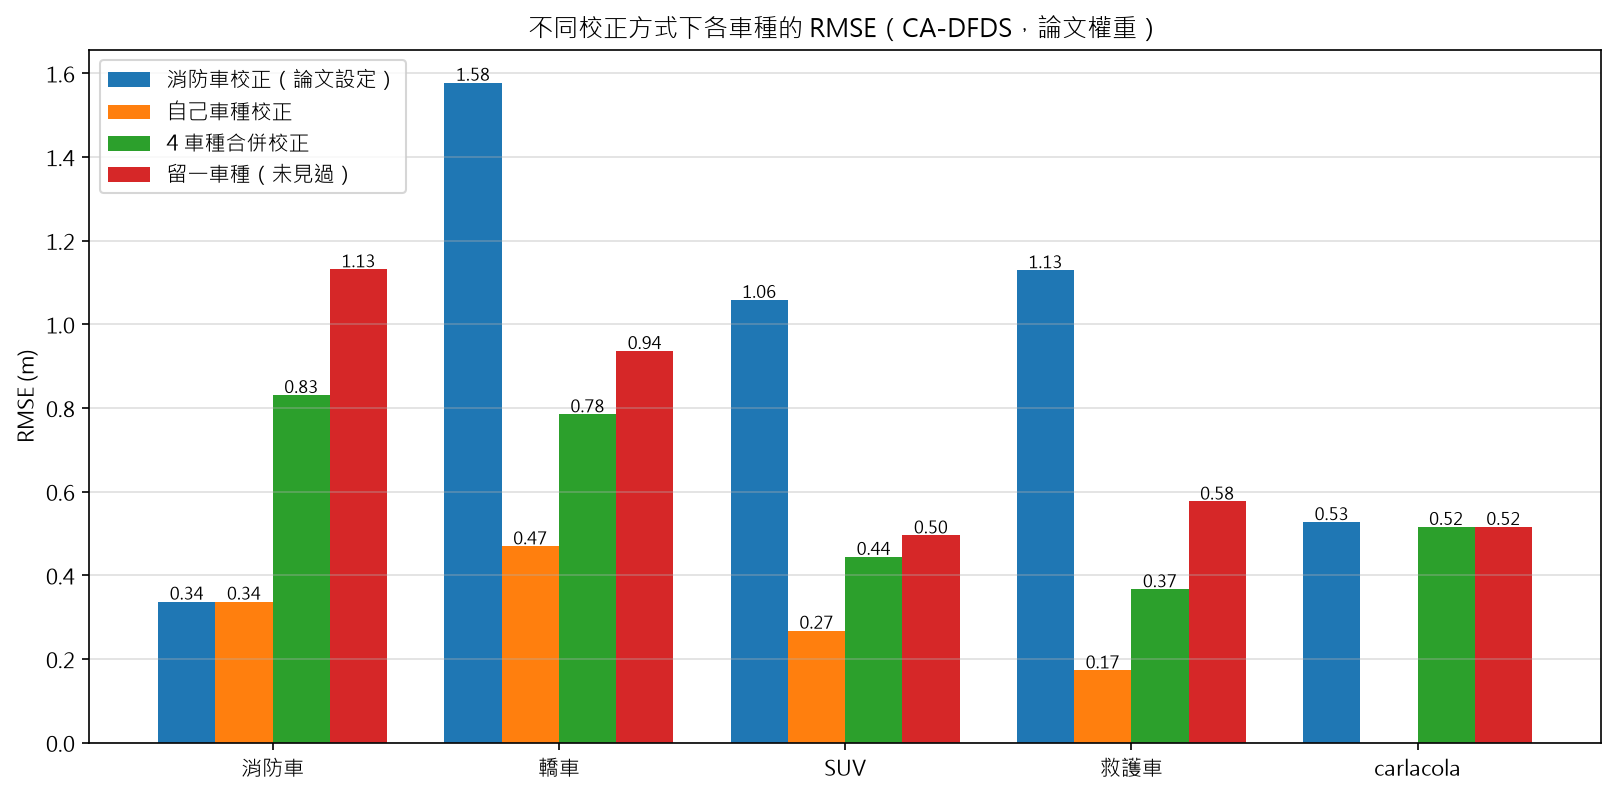 不同校正方式下各車種的 RMSE（CA-DFDS，論文權重）
消防車校正（論文設定）
自己車種校正
4 車種合併校正
留一車種（未見過）
RMSE (m)
1.6
1.4
1.2
1.0
0.8
0.6
0.4
0.2
0.0
0.34
0.34
0.83
1.13
1.58
0.47
0.78
0.94
1.06
0.27
0.44
0.50
1.13
0.17
0.37
0.58
0.53
0.52
0.52
消防車
轎車
SUV
救護車
carlacola